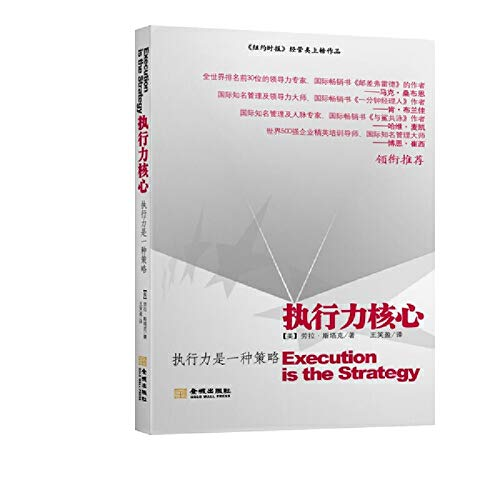 《纽约时报》经管类上榜作品
全世界排名前30位的领导力专家、国际畅销书《邮差弗雷德》的作者
——马克·桑布恩
国际知名管理及领导力大师、国际畅销书《一分钟经理人》作者
——肯·布兰佳
国际知名管理及人脉专家、国际畅销书《与鲨共泳》作者
——哈维·麦凯
世界500强企业精英培训导师、国际知名管理大师
——博恩·崔西
领衔推荐
执行力核心
【美】劳拉·斯塔克/著 王笑盈/译
执行力是一种策略
Execution
is the Strategy
金城出版社
GOLD WALL PRESS
Execution
is the Strategy
执行力核心
执行力是一种策略
【美】劳拉·斯塔克 著
王笑盈 译
金城出版社
GOLD WALL PRESS